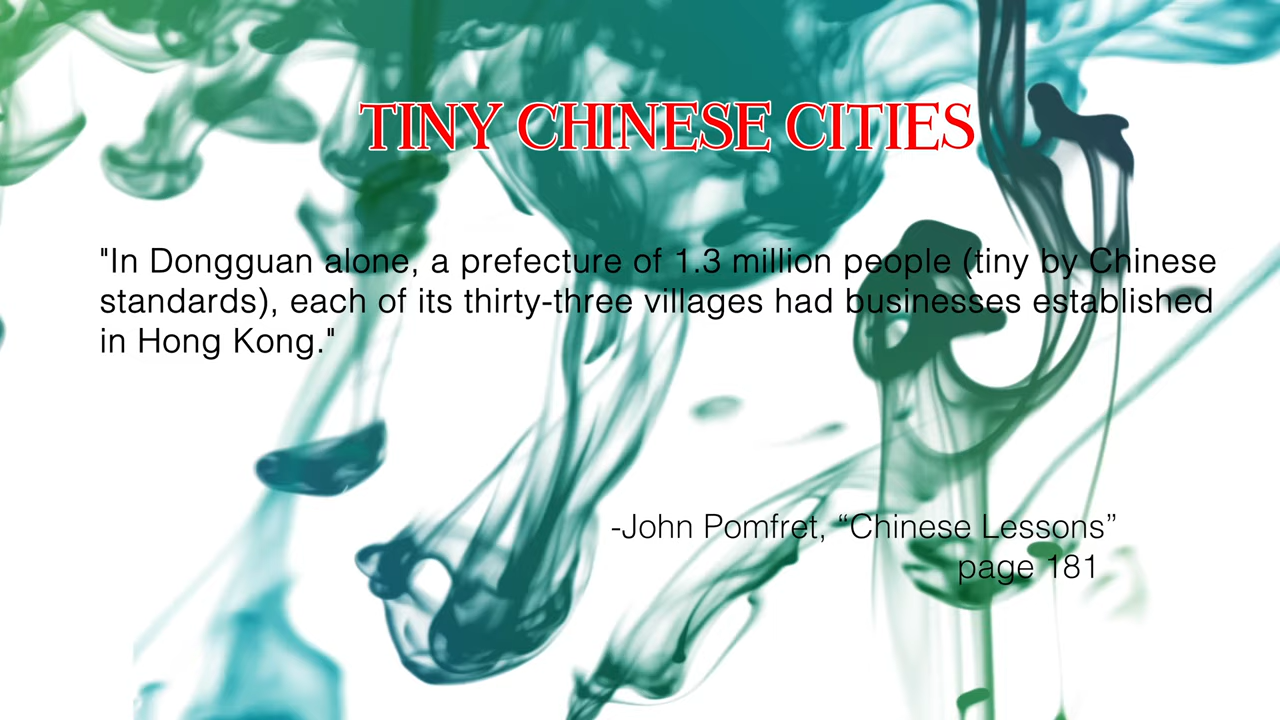 TINY CHINESE CITIES
"In Dongguan alone, a prefecture of 1.3 million people (tiny by Chinese
standards), each of its thirty-three villages had businesses established
in Hong Kong."
-John Pomfret, “Chinese Lessons”
page 181